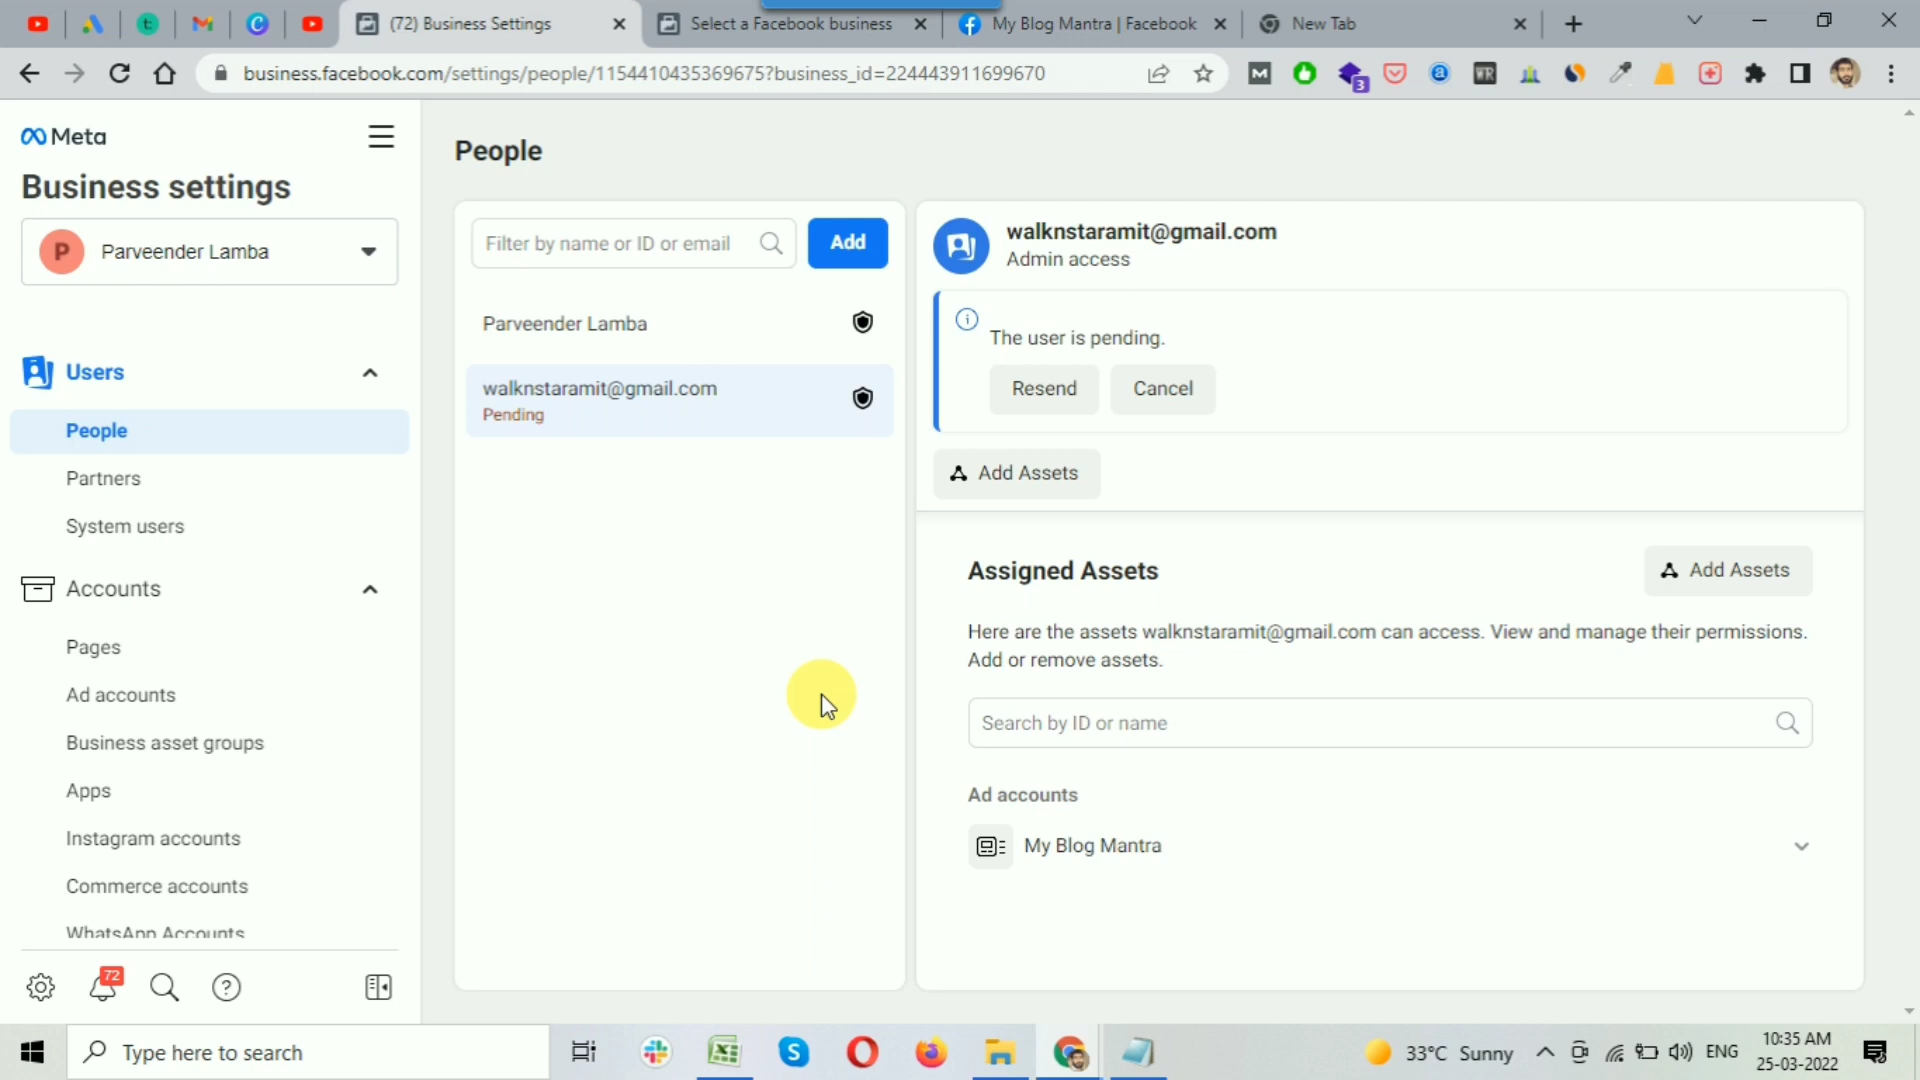 (72) Business Settings
Select a Facebook business
My Blog Mantra | Facebook
New Tab
business.facebook.com/settings/people/1154410435369675?business_id=224443911699670
3
Meta
Business settings
P
Parveender Lamba
Users
People
Partners
System users
Accounts
Pages
Ad accounts
Business asset groups
Apps
Instagram accounts
Commerce accounts
WhatsApp Accounts
72
People
Filter by name or ID or email
Add
Parveender Lamba
walknstaramit@gmail.com
Pending
walknstaramit@gmail.com
Admin access
The user is pending.
Resend
Cancel
Add Assets
Assigned Assets
Add Assets
Here are the assets walknstaramit@gmail.com can access. View and manage their permissions.
Add or remove assets.
Search by ID or name
Ad accounts
My Blog Mantra
Type here to search
33°C Sunny
ENG
10:35 AM
25-03-2022